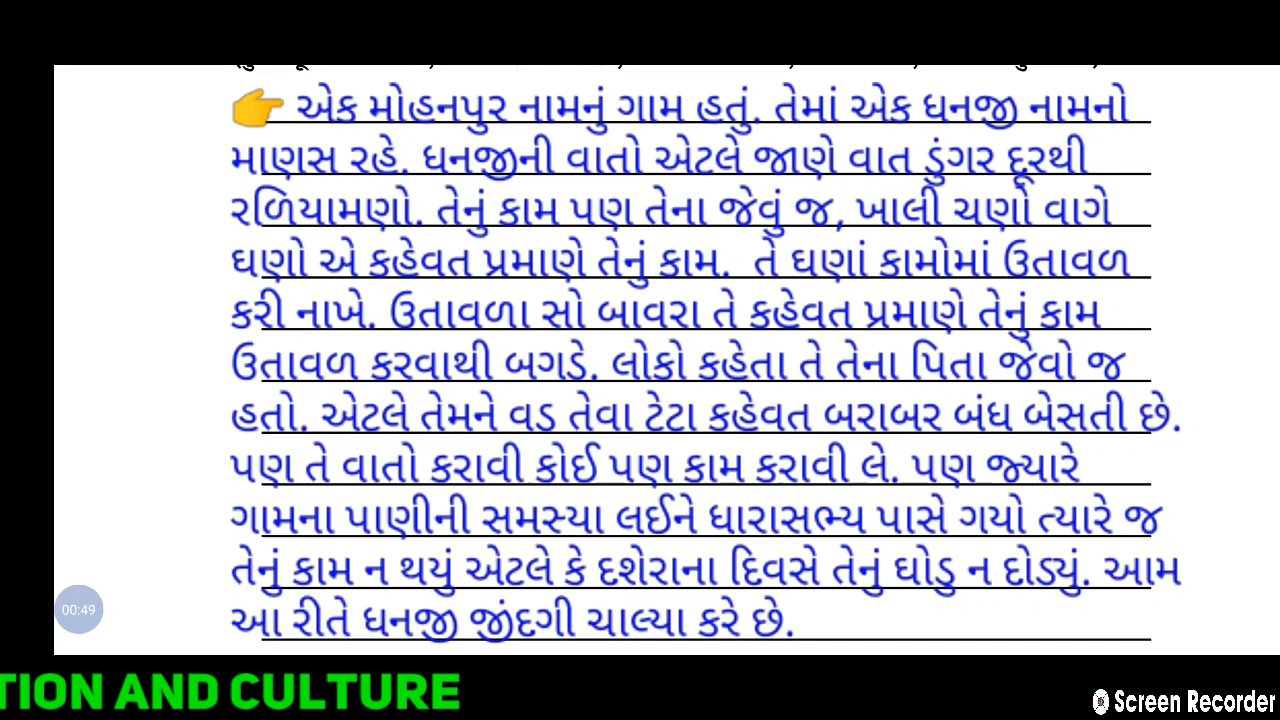 👉 એક મોહનપુર નામનું ગામ હતું. તેમાં એક ધનજી નામનો
માણસ રહે. ધનજીની વાતો એટલે જાણે વાત ડુંગર દૂરથી
રળિયામણો. તેનું કામ પણ તેના જેવું જ, ખાલી ચણો વાગે
ઘણો એ કહેવત પ્રમાણે તેનું કામ.  તે ઘણાં કામોમાં ઉતાવળ
કરી નાખે. ઉતાવળા સો બાવરા તે કહેવત પ્રમાણે તેનું કામ
ઉતાવળ કરવાથી બગડે. લોકો કહેતા તે તેના પિતા જેવો જ
હતો. એટલે તેમને વડ તેવા ટેટા કહેવત બરાબર બંધ બેસતી છે.
પણ તે વાતો કરાવી કોઈ પણ કામ કરાવી લે. પણ જ્યારે
ગામના પાણીની સમસ્યા લઈને ધારાસભ્ય પાસે ગયો ત્યારે જ
તેનું કામ ન થયું એટલે કે દશેરાના દિવસે તેનું ઘોડુ ન દોડ્યું. આમ
આ રીતે ધનજી જીંદગી ચાલ્યા કરે છે.
00:49
TION AND CULTURE
Screen Recorder